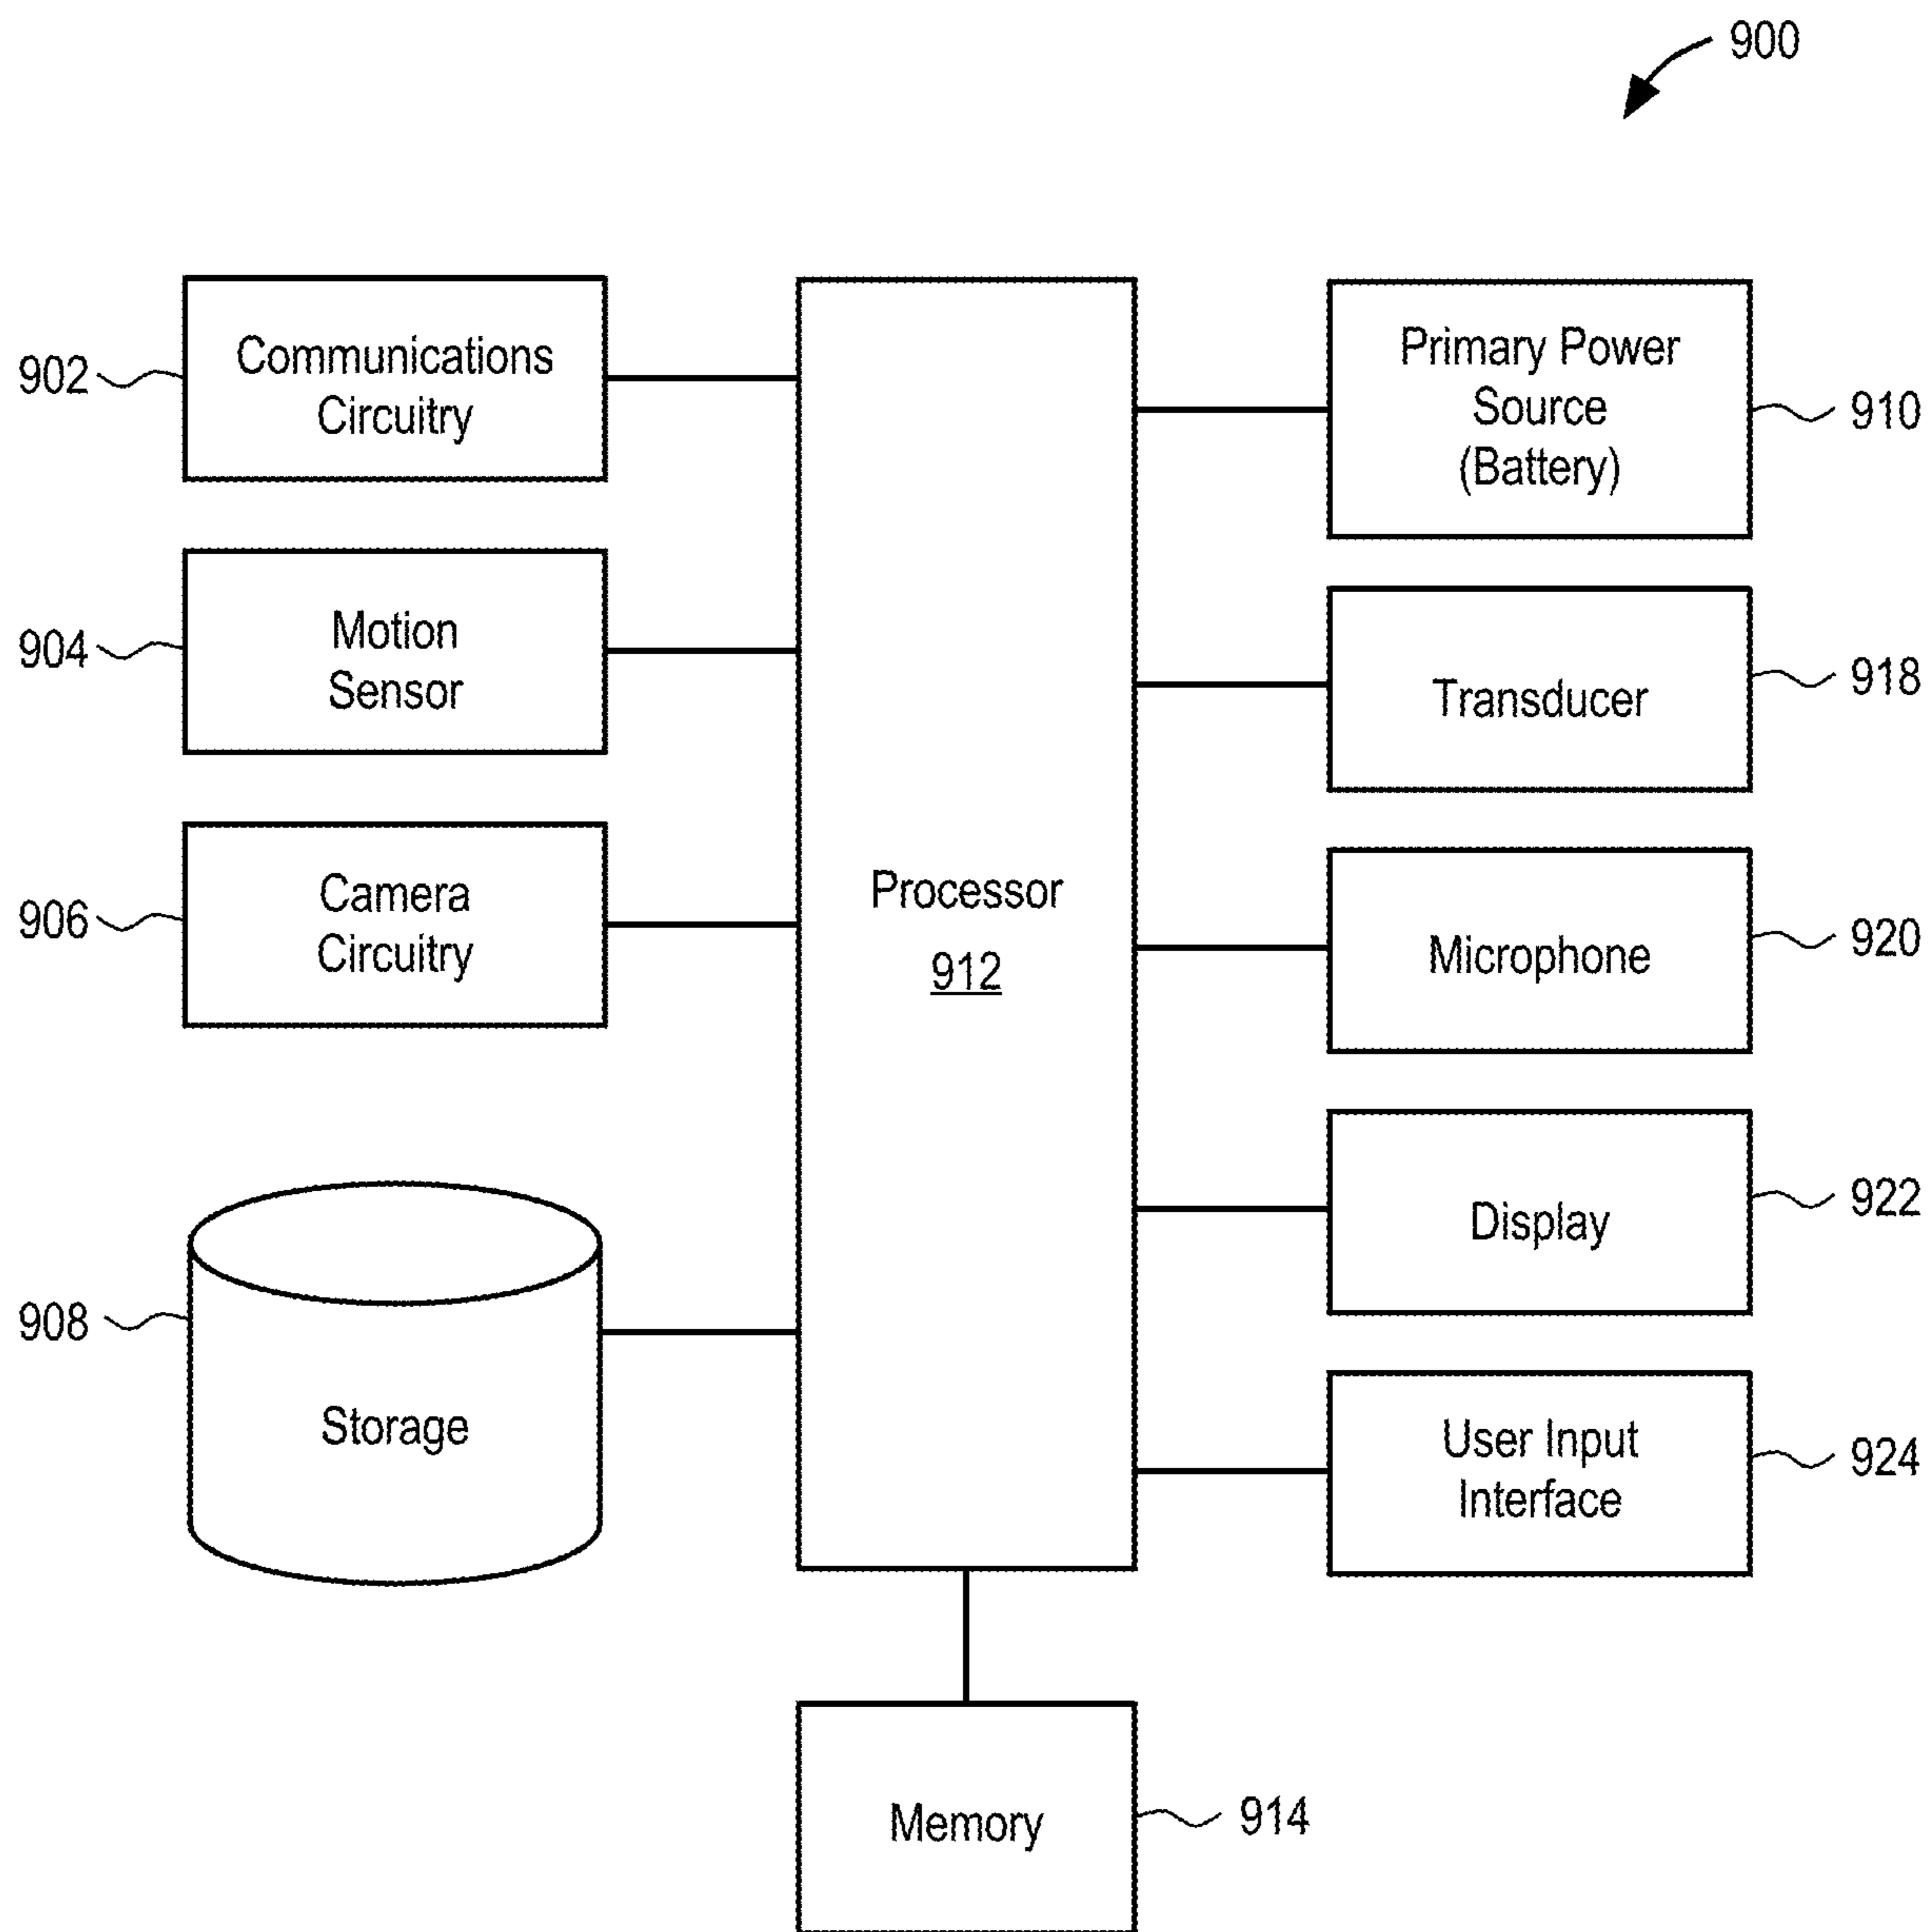 900
902
Communications
Circuitry
904
Motion
Sensor
906
Camera
Circuitry
908
Storage
Processor
912
Primary Power
Source
(Battery)
910
Transducer
918
Microphone
920
Display
922
User Input
Interface
924
Memory
914